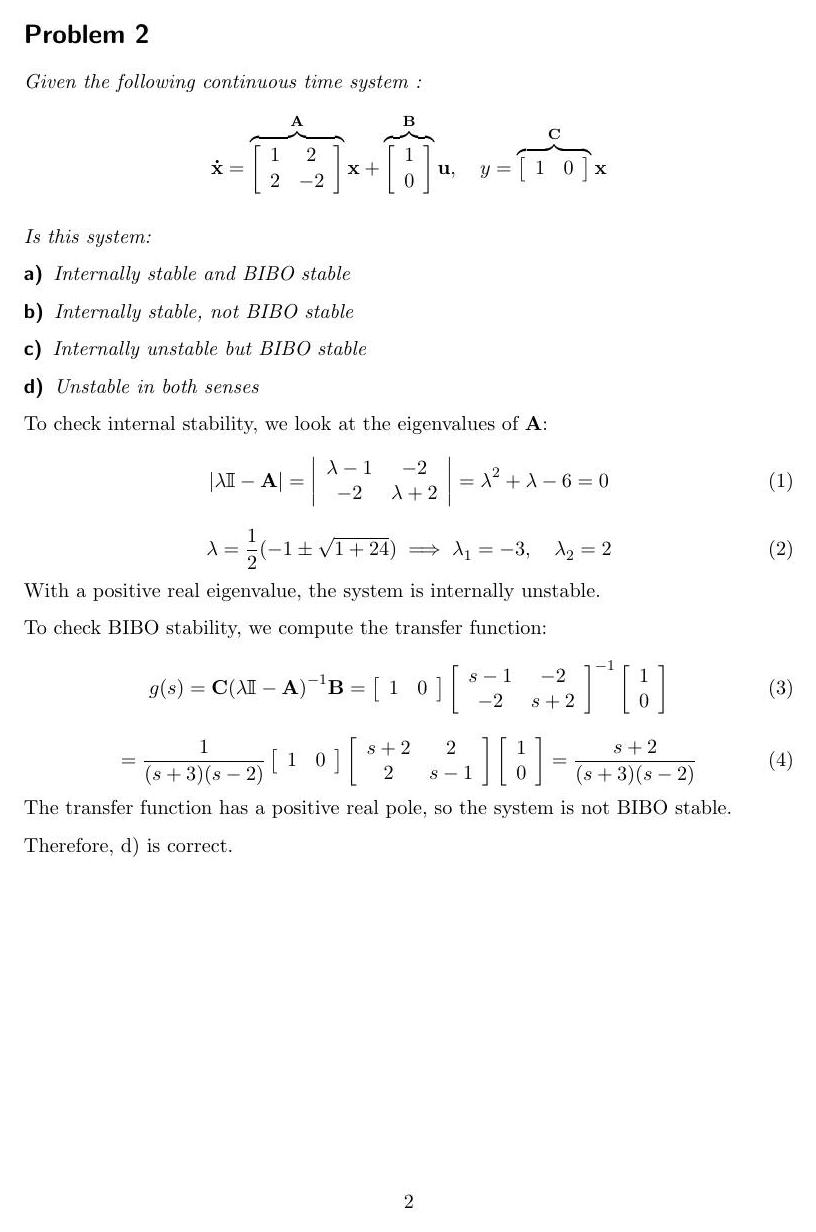 Problem 2
Given the following continuous time system :
A B C
ẋ = [ 1 2 ; 2 −2 ] x + [ 1 ; 0 ] u, y = [ 1 0 ] x
Is this system:
a) Internally stable and BIBO stable
b) Internally stable, not BIBO stable
c) Internally unstable but BIBO stable
d) Unstable in both senses
To check internal stability, we look at the eigenvalues of A:
|λ𝕀 − A| = | λ − 1 −2 ; −2 λ + 2 | = λ² + λ − 6 = 0 (1)
λ = 1/2(−1 ± √(1 + 24)) ⟹ λ₁ = −3, λ₂ = 2 (2)
With a positive real eigenvalue, the system is internally unstable.
To check BIBO stability, we compute the transfer function:
g(s) = C(λ𝕀 − A)⁻¹B = [ 1 0 ] [ s − 1 −2 ; −2 s + 2 ]⁻¹ [ 1 ; 0 ] (3)
= 1/((s + 3)(s − 2)) [ 1 0 ] [ s + 2 2 ; 2 s − 1 ] [ 1 ; 0 ] = (s + 2)/((s + 3)(s − 2)) (4)
The transfer function has a positive real pole, so the system is not BIBO stable.
Therefore, d) is correct.
2